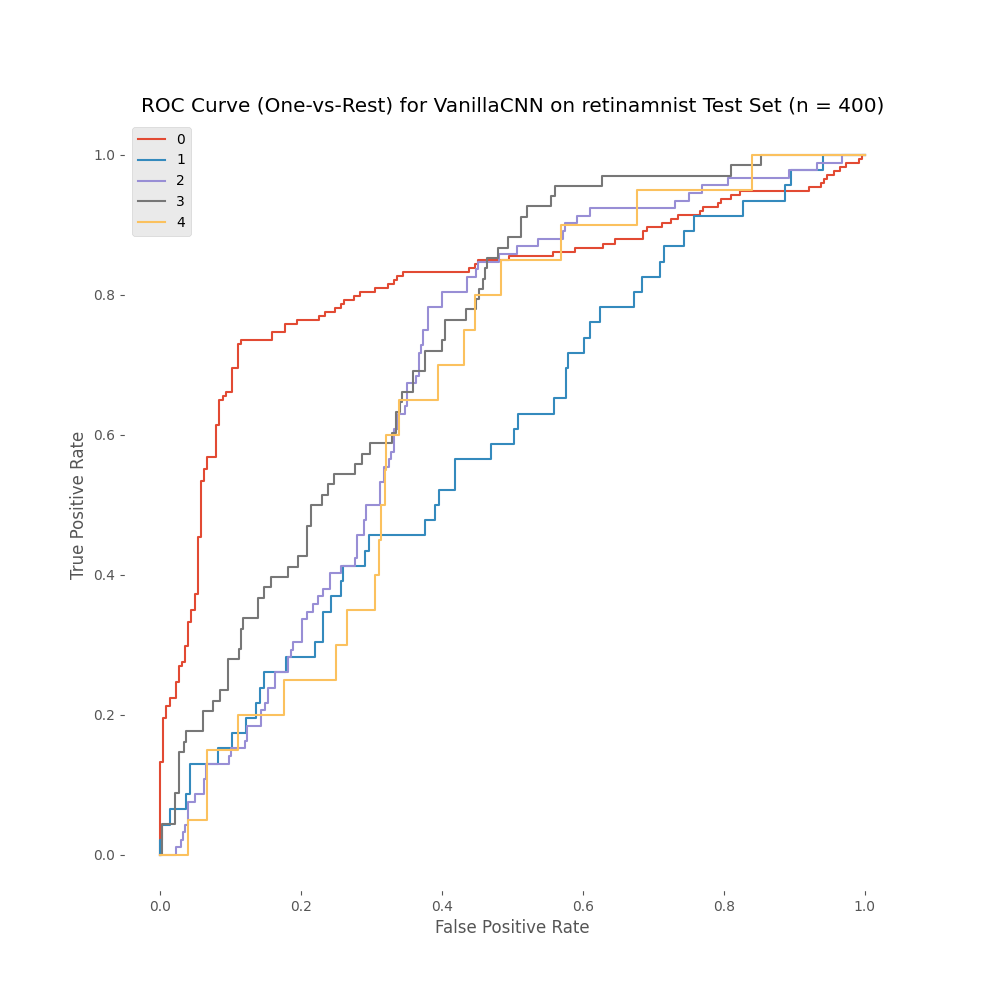 ROC Curve (One-vs-Rest) for VanillaCNN on retinamnist Test Set (n = 400)
0
1
2
3
4
1.0
0.8
0.6
0.4
0.2
0.0
True Positive Rate
0.0 0.2 0.4 0.6 0.8 1.0
False Positive Rate